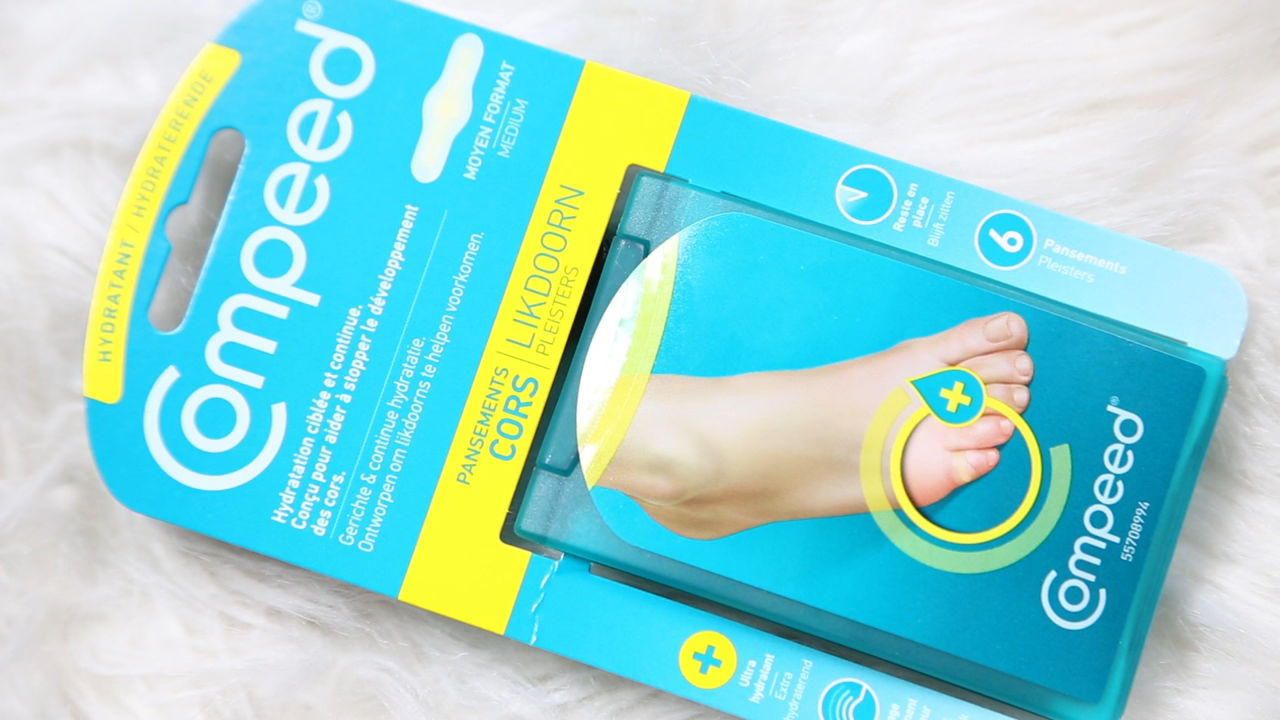 HYDRATANT / HYDRATERENDE
Compeed®
MOYEN FORMAT
MEDIUM
Hydratation ciblée et continue.
Conçu pour aider à stopper le développement
des cors.
Gerichte & continue hydratatie.
Ontworpen om likdoorns te helpen voorkomen.
PANSEMENTS
CORS
LIKDOORN
PLEISTERS
Reste en
place
Blijft zitten
6
Pansements
Pleisters
Compeed®
55708994
Ultra
hydratant
Extra
hydraterend